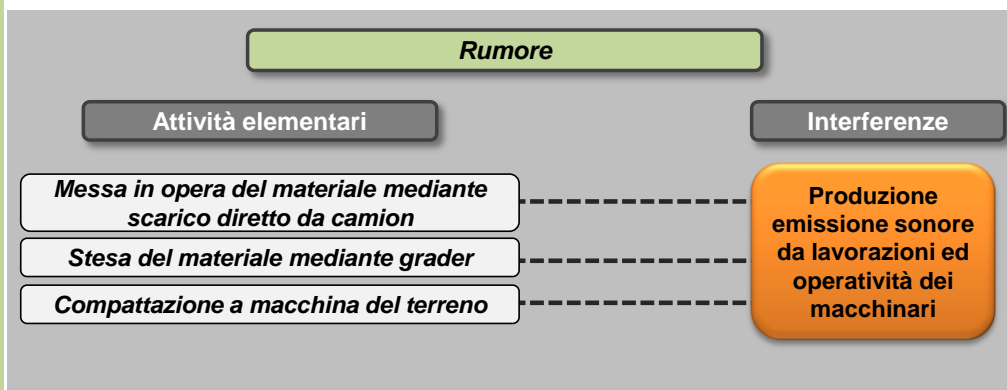 Rumore
Attività elementari
Interferenze
Messa in opera del materiale mediante
scarico diretto da camion
Stesa del materiale mediante grader
Compattazione a macchina del terreno
Produzione
emissione sonore
da lavorazioni ed
operatività dei
macchinari